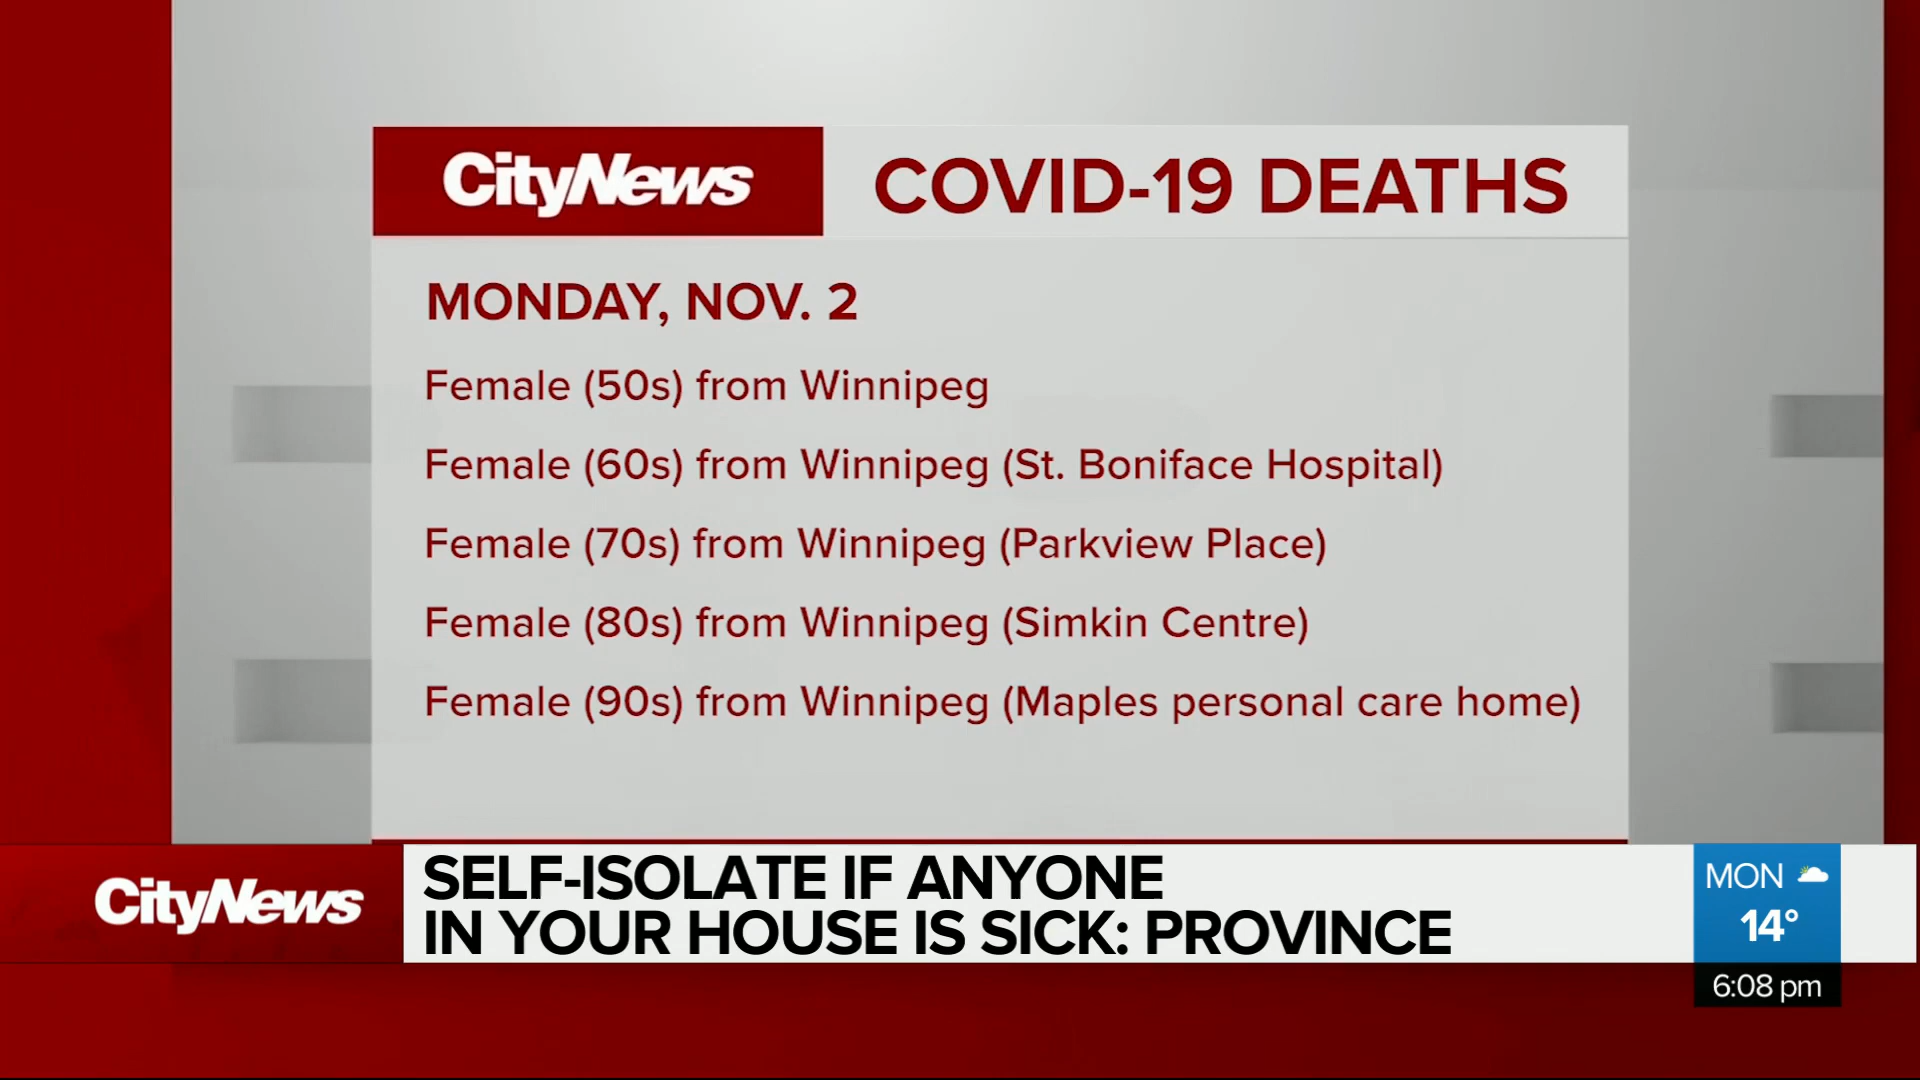 CityNews
COVID-19 DEATHS
MONDAY, NOV. 2
Female (50s) from Winnipeg
Female (60s) from Winnipeg (St. Boniface Hospital)
Female (70s) from Winnipeg (Parkview Place)
Female (80s) from Winnipeg (Simkin Centre)
Female (90s) from Winnipeg (Maples personal care home)
CityNews
SELF-ISOLATE IF ANYONE
IN YOUR HOUSE IS SICK: PROVINCE
MON
14°
6:08 pm